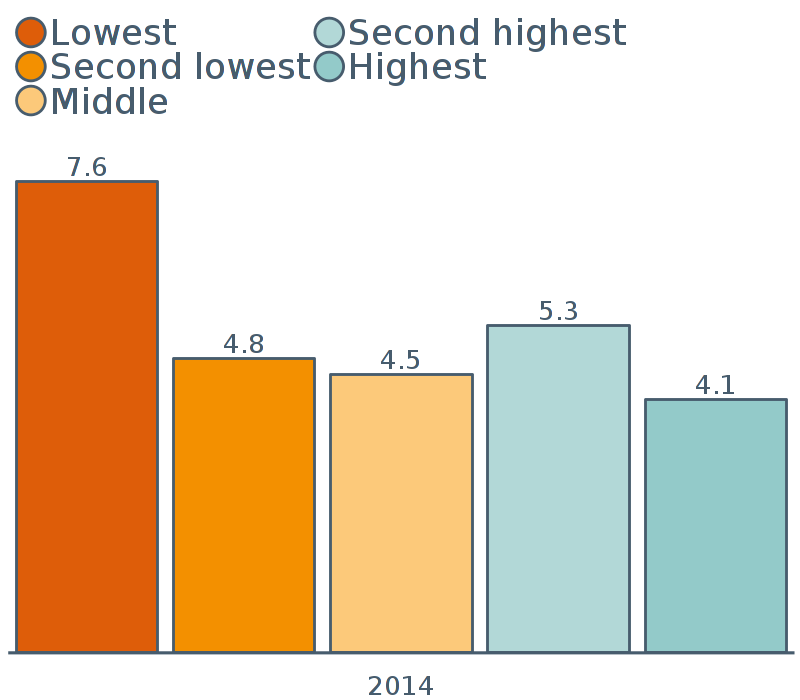 Lowest
Second lowest
Middle
Second highest
Highest
7.6
4.8
4.5
5.3
4.1
2014